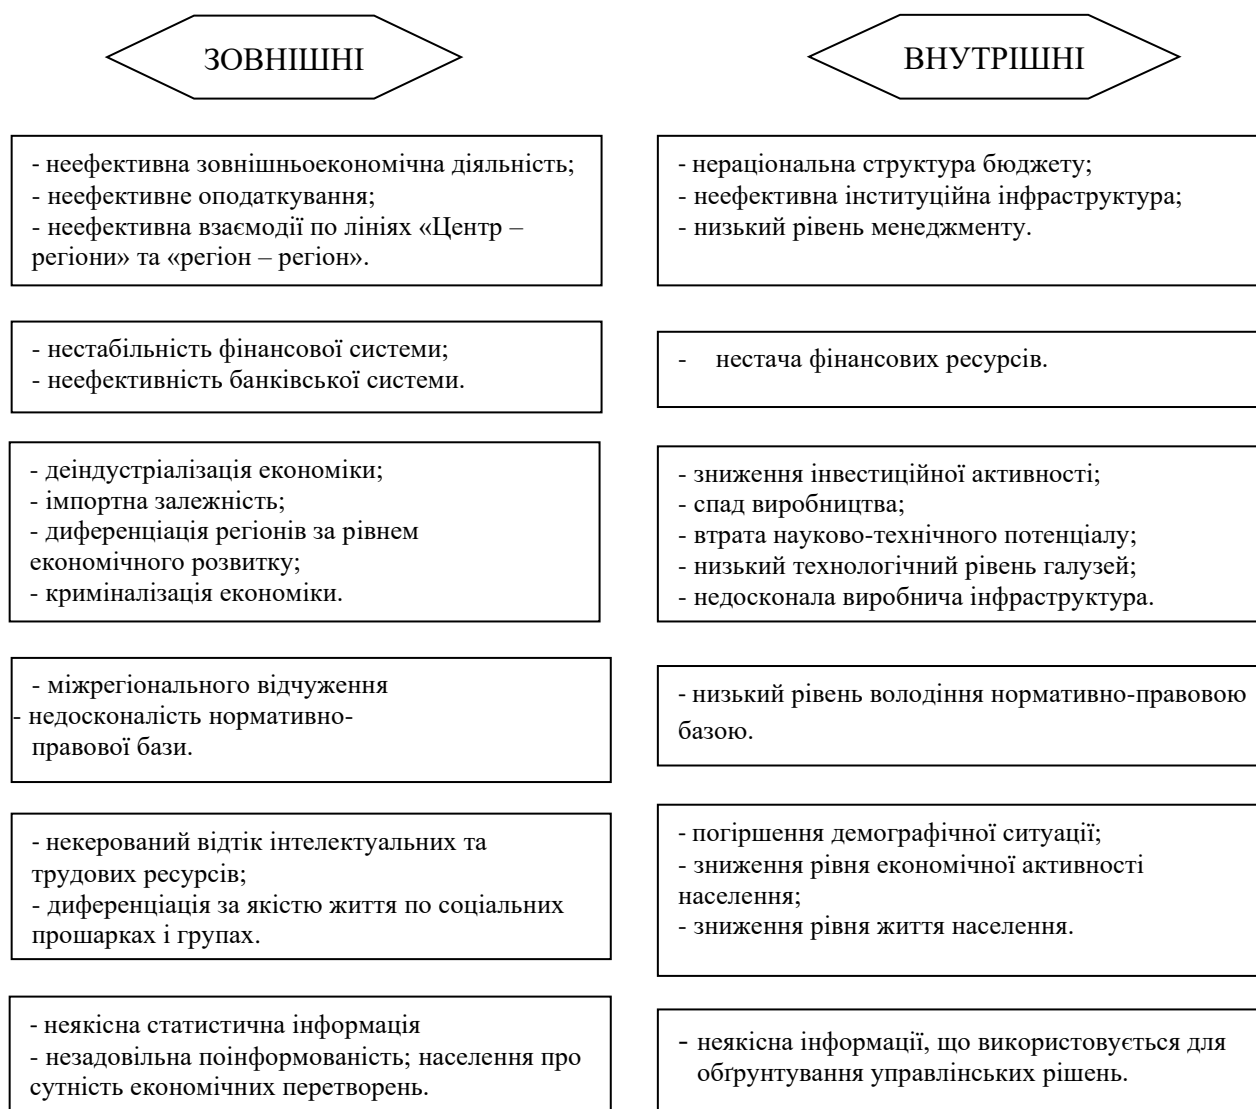 ЗОВНІШНІ
ВНУТРІШНІ
- неефективна зовнішньоекономічна діяльність;
- неефективне оподаткування;
- неефективна взаємодії по лініях «Центр –
регіони» та «регіон – регіон».
- нераціональна структура бюджету;
- неефективна інституційна інфраструктура;
- низький рівень менеджменту.
- нестабільність фінансової системи;
- неефективність банківської системи.
- нестача фінансових ресурсів.
- деіндустріалізація економіки;
- імпортна залежність;
- диференціація регіонів за рівнем
економічного розвитку;
- криміналізація економіки.
- зниження інвестиційної активності;
- спад виробництва;
- втрата науково-технічного потенціалу;
- низький технологічний рівень галузей;
- недосконала виробнича інфраструктура.
- міжрегіонального відчуження
- недосконалість нормативно-
правової бази.
- низький рівень володіння нормативно-правовою
базою.
- некерований відтік інтелектуальних та
трудових ресурсів;
- диференціація за якістю життя по соціальних
прошарках і групах.
- погіршення демографічної ситуації;
- зниження рівня економічної активності
населення;
- зниження рівня життя населення.
- неякісна статистична інформація
- незадовільна поінформованість; населення про
сутність економічних перетворень.
- неякісна інформації, що використовується для
обґрунтування управлінських рішень.